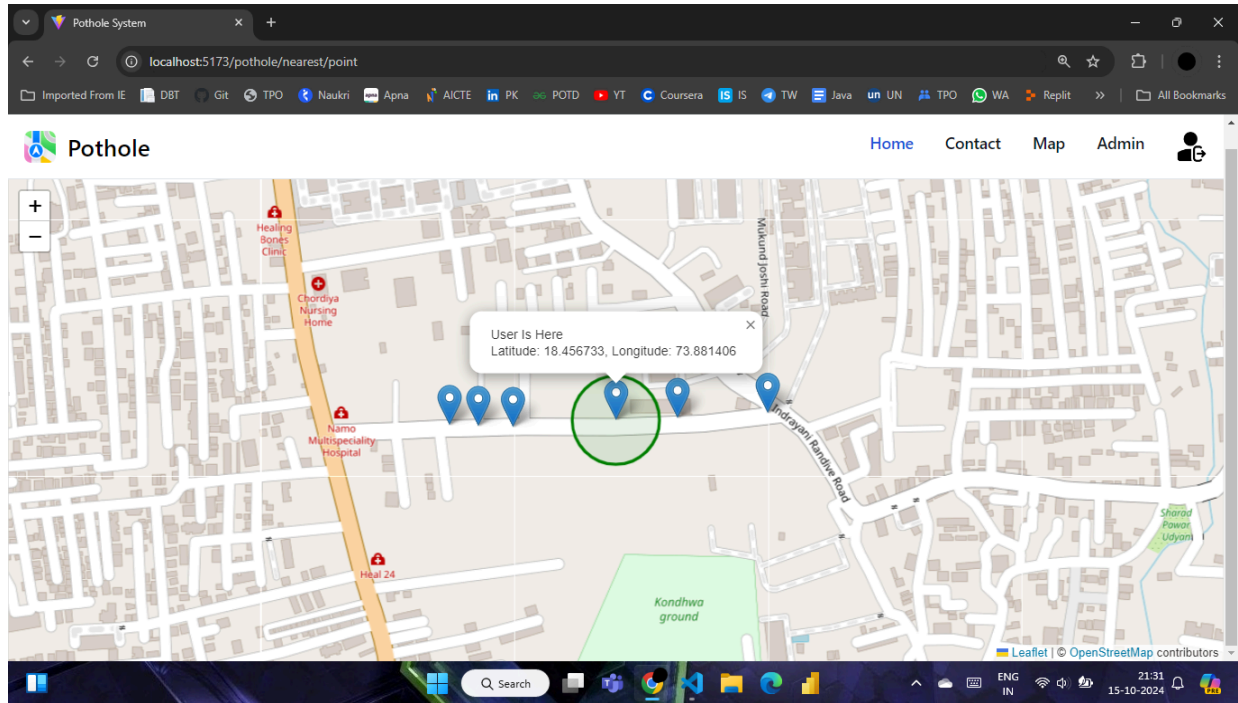 Pothole System
localhost:5173/pothole/nearest/point
Imported From IE DBT Git TPO Naukri Apna AICTE in PK POTD YT Coursera IS IS TW Java un UN TPO WA Replit » All Bookmarks
Pothole
Home Contact Map Admin
+
−
Healing
Bones
Clinic
Chordiya
Nursing
Home
Mukund Joshi Road
User Is Here
Latitude: 18.456733, Longitude: 73.881406
Namo
Multispeciality
Hospital
Indrayani Randive Road
Sharad
Pawar
Udyan
Heal 24
Kondhwa
ground
Leaflet | © OpenStreetMap contributors
Search
ENG
IN
21:31
15-10-2024
PRE